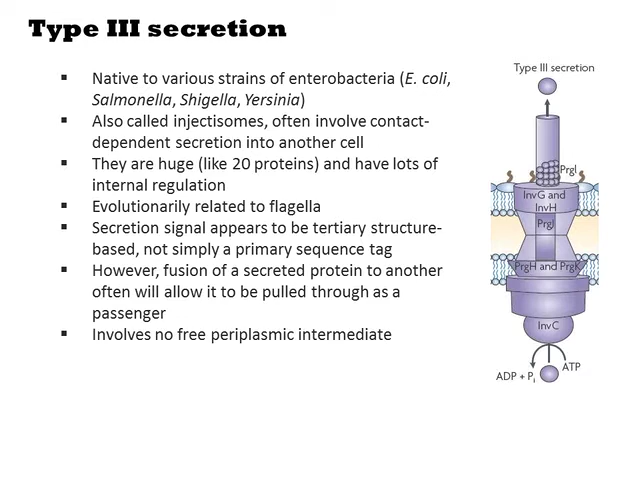 Type III secretion
▪ Native to various strains of enterobacteria (E. coli,
Salmonella, Shigella, Yersinia)
▪ Also called injectisomes, often involve contact-
dependent secretion into another cell
▪ They are huge (like 20 proteins) and have lots of
internal regulation
▪ Evolutionarily related to flagella
▪ Secretion signal appears to be tertiary structure-
based, not simply a primary sequence tag
▪ However, fusion of a secreted protein to another
often will allow it to be pulled through as a
passenger
▪ Involves no free periplasmic intermediate
Type III secretion
PrgI
InvG and
InvH
PrgJ
PrgH and PrgK
InvC
ATP
ADP + Pi